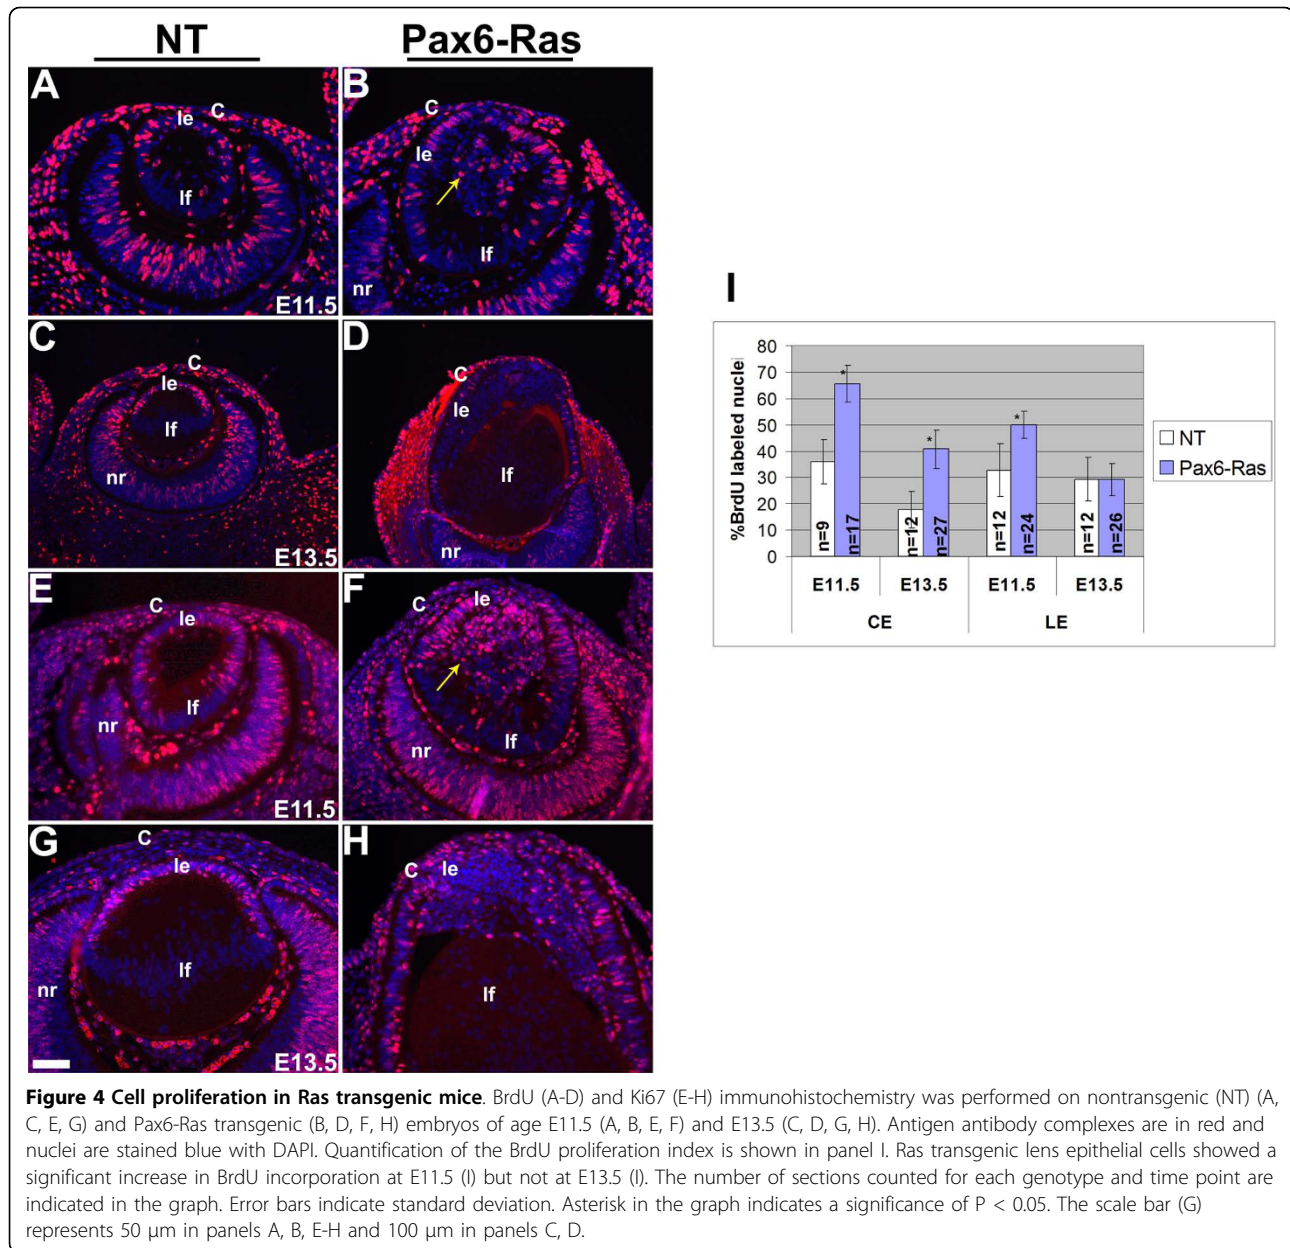 NT
Pax6-Ras
A
le
C
lf
E11.5
B
C
le
lf
nr
C
C
le
lf
nr
E13.5
D
C
le
lf
nr
E
C
le
lf
nr
E11.5
F
C
le
nr
lf
G
C
le
lf
nr
E13.5
H
C
le
lf
I
80
70
60
50
40
30
20
10
0
%BrdU labeled nuclei
*
*
*
n=9
n=17
n=12
n=27
n=12
n=24
n=12
n=26
E11.5
E13.5
E11.5
E13.5
CE
LE
NT
Pax6-Ras
Figure 4 Cell proliferation in Ras transgenic mice. BrdU (A-D) and Ki67 (E-H) immunohistochemistry was performed on nontransgenic (NT) (A,
C, E, G) and Pax6-Ras transgenic (B, D, F, H) embryos of age E11.5 (A, B, E, F) and E13.5 (C, D, G, H). Antigen antibody complexes are in red and
nuclei are stained blue with DAPI. Quantification of the BrdU proliferation index is shown in panel I. Ras transgenic lens epithelial cells showed a
significant increase in BrdU incorporation at E11.5 (I) but not at E13.5 (I). The number of sections counted for each genotype and time point are
indicated in the graph. Error bars indicate standard deviation. Asterisk in the graph indicates a significance of P < 0.05. The scale bar (G)
represents 50 μm in panels A, B, E-H and 100 μm in panels C, D.